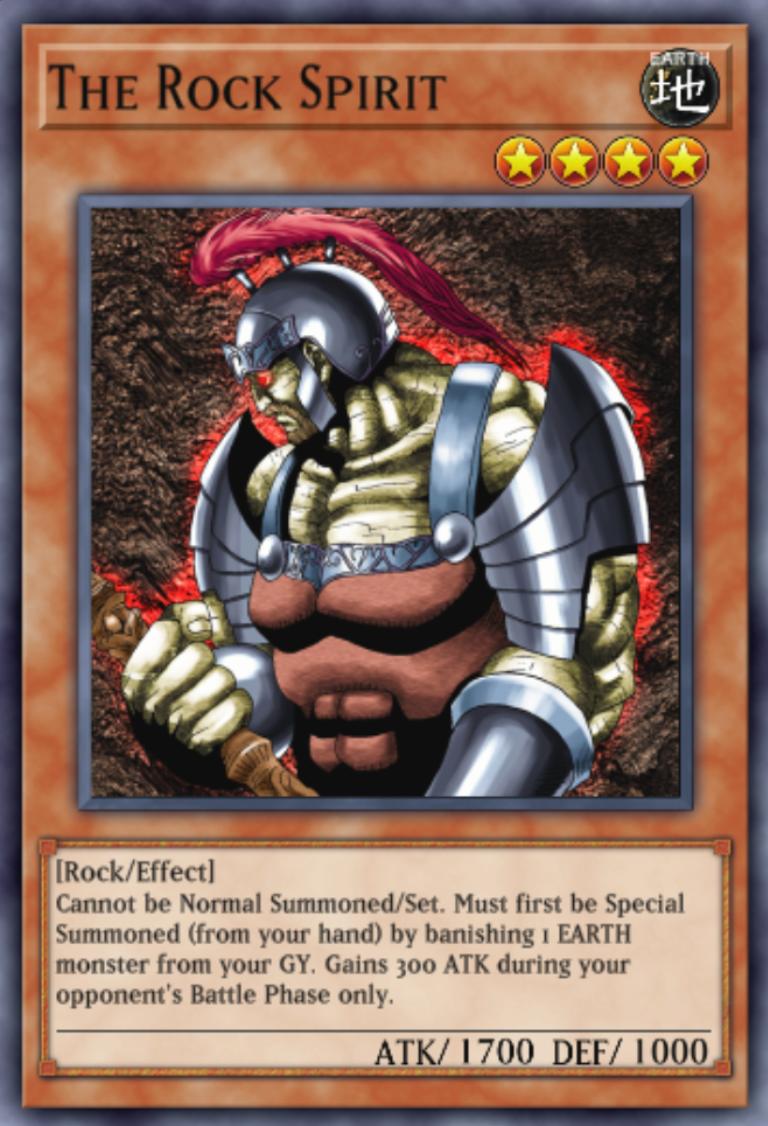 The Rock Spirit
EARTH
地
[Rock/Effect]
Cannot be Normal Summoned/Set. Must first be Special
Summoned (from your hand) by banishing 1 EARTH
monster from your GY. Gains 300 ATK during your
opponent's Battle Phase only.
ATK/ 1700 DEF/ 1000